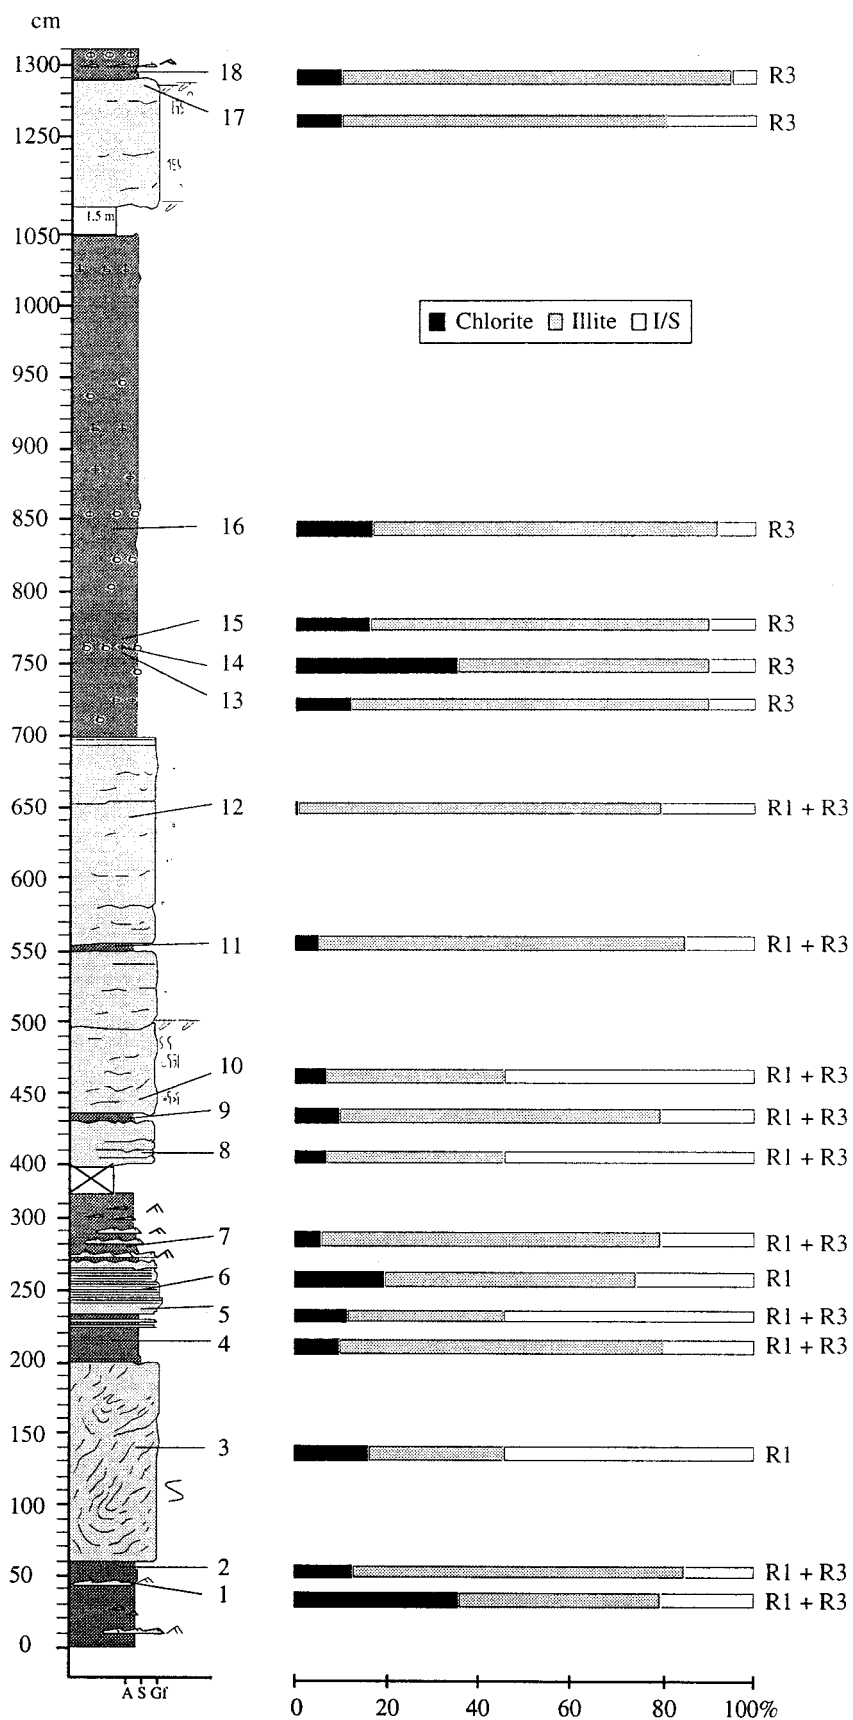 cm
1300
18
R3
17
1250
R3
1.5 m
1050
1000
Chlorite Illite I/S
950
900
850
16
R3
800
15
R3
14
750
R3
13
R3
700
650
12
R1 + R3
600
550
11
R1 + R3
500
10
R1 + R3
450
9
R1 + R3
8
R1 + R3
400
300
7
R1 + R3
6
R1
250
5
R1 + R3
4
R1 + R3
200
150
3
R1
100
2
R1 + R3
50
1
R1 + R3
0
A S Gf
0 20 40 60 80 100%